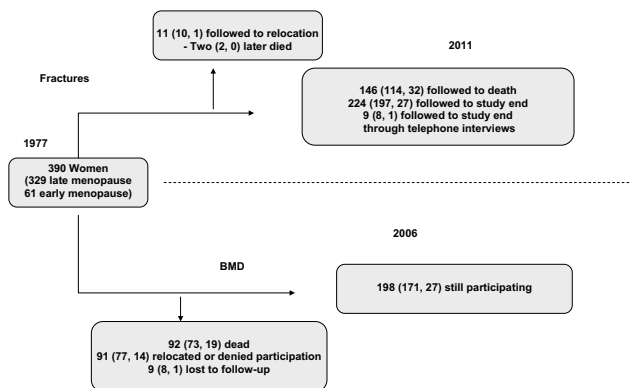 11 (10, 1) followed to relocation
- Two (2, 0) later died
2011
Fractures
146 (114, 32) followed to death
224 (197, 27) followed to study end
9 (8, 1) followed to study end
through telephone interviews
1977
390 Women
(329 late menopause
61 early menopause)
2006
BMD
198 (171, 27) still participating
92 (73, 19) dead
91 (77, 14) relocated or denied participation
9 (8, 1) lost to follow-up